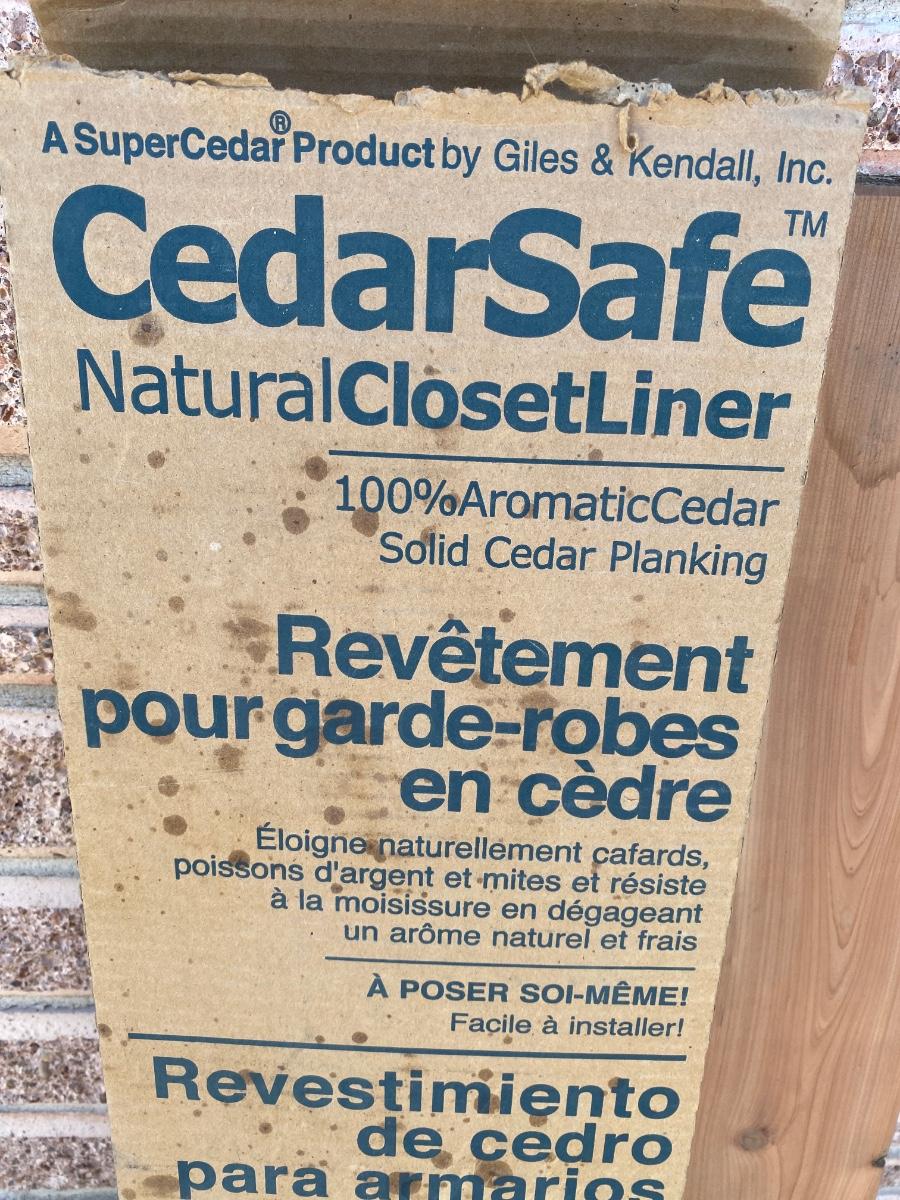 A SuperCedar® Product by Giles & Kendall, Inc.
CedarSafe™
NaturalClosetLiner
100%AromaticCedar
Solid Cedar Planking
Revêtement
pour garde-robes
en cèdre
Éloigne naturellement cafards,
poissons d'argent et mites et résiste
à la moisissure en dégageant
un arôme naturel et frais
À POSER SOI-MÊME!
Facile à installer!
Revestimiento
de cedro
para armarios